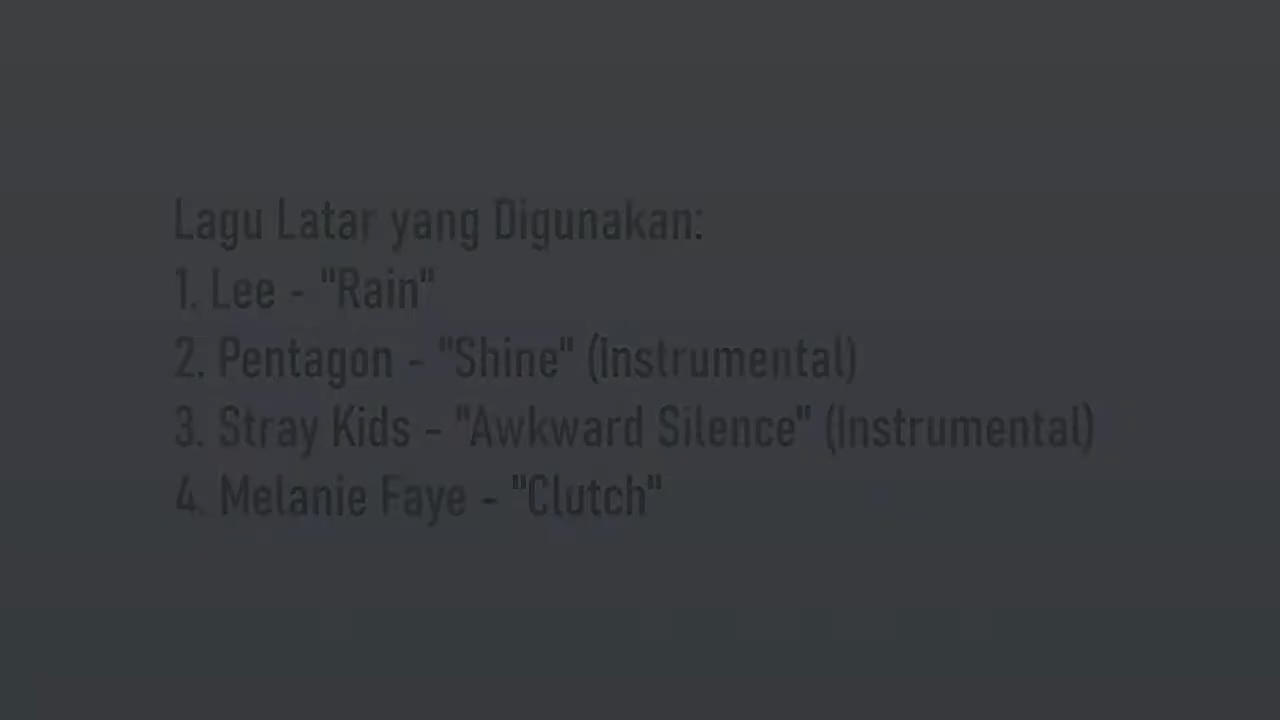 Lagu Latar yang Digunakan:
1. Lee - "Rain"
2. Pentagon - "Shine" (Instrumental)
3. Stray Kids - "Awkward Silence" (Instrumental)
4. Melanie Faye - "Clutch"